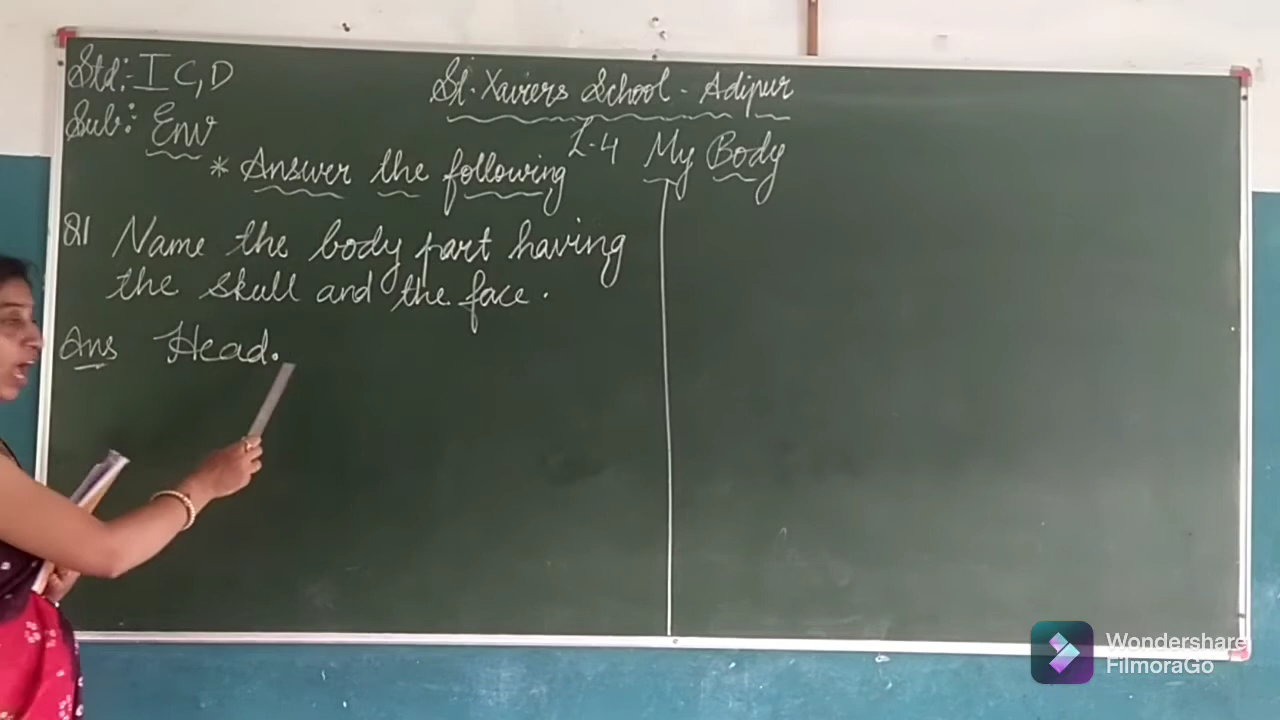 Std:- I C, D
St. Xaviers School - Adipur
Sub:- Env
L-4 My Body
* Answer the following
Q1 Name the body part having
the skull and the face.
Ans Head.
Wondershare
FilmoraGo